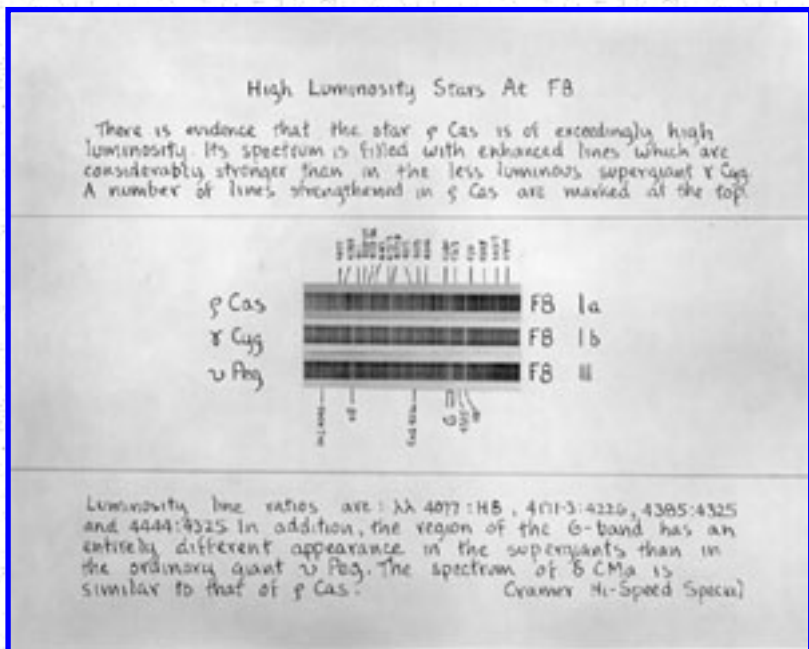 High Luminosity Stars At F8
There is evidence that the star ρ Cas is of exceedingly high
luminosity. Its spectrum is filled with enhanced lines which are
considerably stronger than in the less luminous supergiant γ Cyg.
A number of lines strengthened in ρ Cas are marked at the top.
ρ Cas F8 Ia
γ Cyg F8 Ib
υ Peg F8 III
Luminosity line ratios are: λλ 4077:Hδ, 4171-3:4226, 4385:4325
and 4444:4325 In addition, the region of the G-band has an
entirely different appearance in the supergiants than in
the ordinary giant υ Peg. The spectrum of δ CMa is
similar to that of ρ Cas.
Cramer Hi-Speed Special